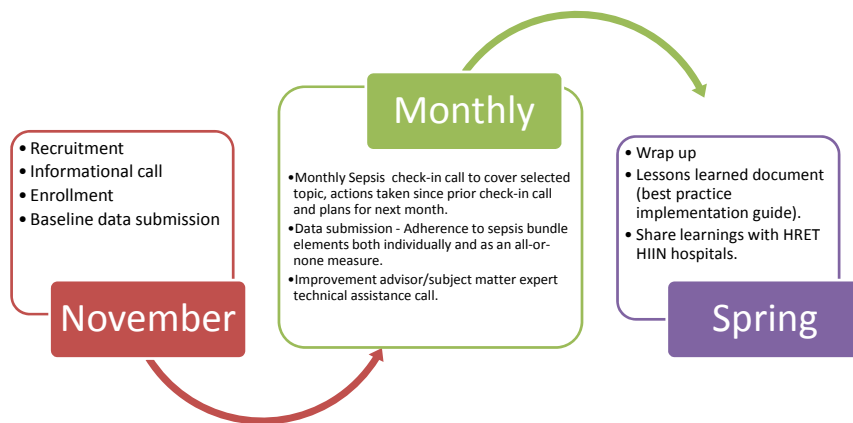 • Recruitment
• Informational call
• Enrollment
• Baseline data submission
November
Monthly
•Monthly Sepsis  check-in call to cover selected
topic, actions taken since prior check-in call
and plans for next month.
•Data submission - Adherence to sepsis bundle
elements both individually and as an all-or-
none measure.
•Improvement advisor/subject matter expert
technical assistance call.
• Wrap up
• Lessons learned document
(best practice
implementation guide).
• Share learnings with HRET
HIIN hospitals.
Spring